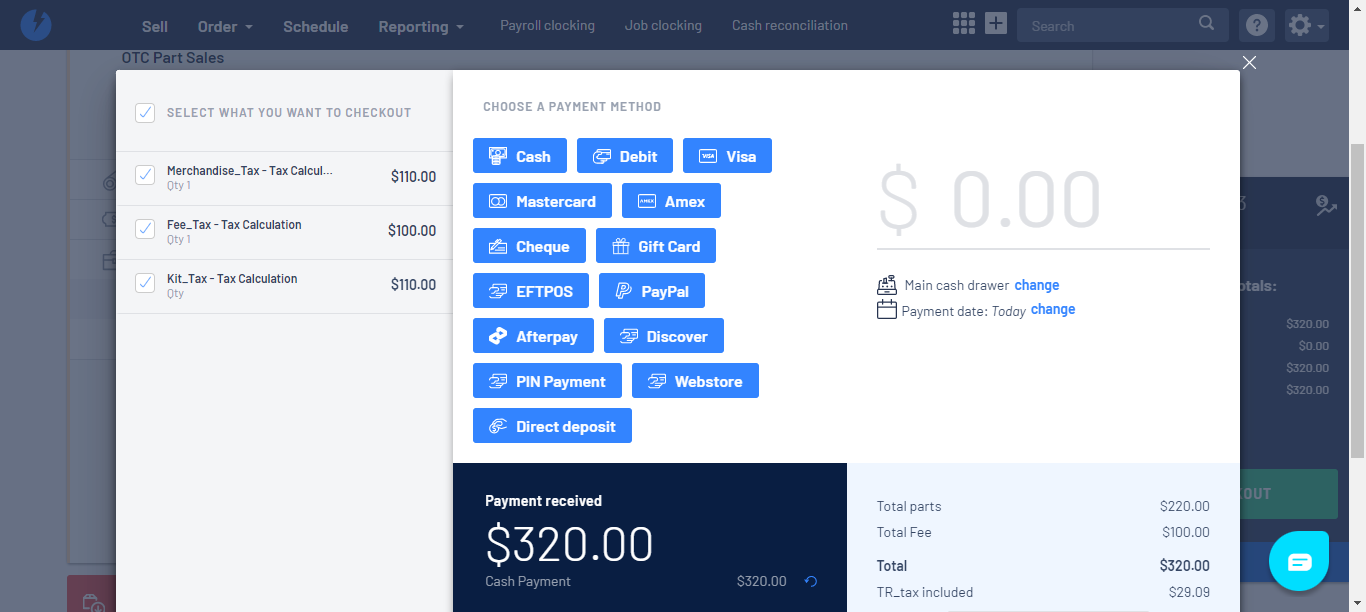 Sell Order Schedule Reporting Payroll clocking Job clocking Cash reconciliation Search
OTC Part Sales
SELECT WHAT YOU WANT TO CHECKOUT
Merchandise_Tax - Tax Calcul... $110.00
Qty 1
Fee_Tax - Tax Calculation $100.00
Qty 1
Kit_Tax - Tax Calculation $110.00
Qty
CHOOSE A PAYMENT METHOD
Cash Debit Visa
Mastercard Amex
Cheque Gift Card
EFTPOS PayPal
Afterpay Discover
PIN Payment Webstore
Direct deposit
$ 0.00
Main cash drawer change
Payment date: Today change
Payment received
$320.00
Cash Payment $320.00
Total parts $220.00
Total Fee $100.00
Total $320.00
TR_tax included $29.09
otals:
$320.00
$0.00
$320.00
$320.00
KOUT